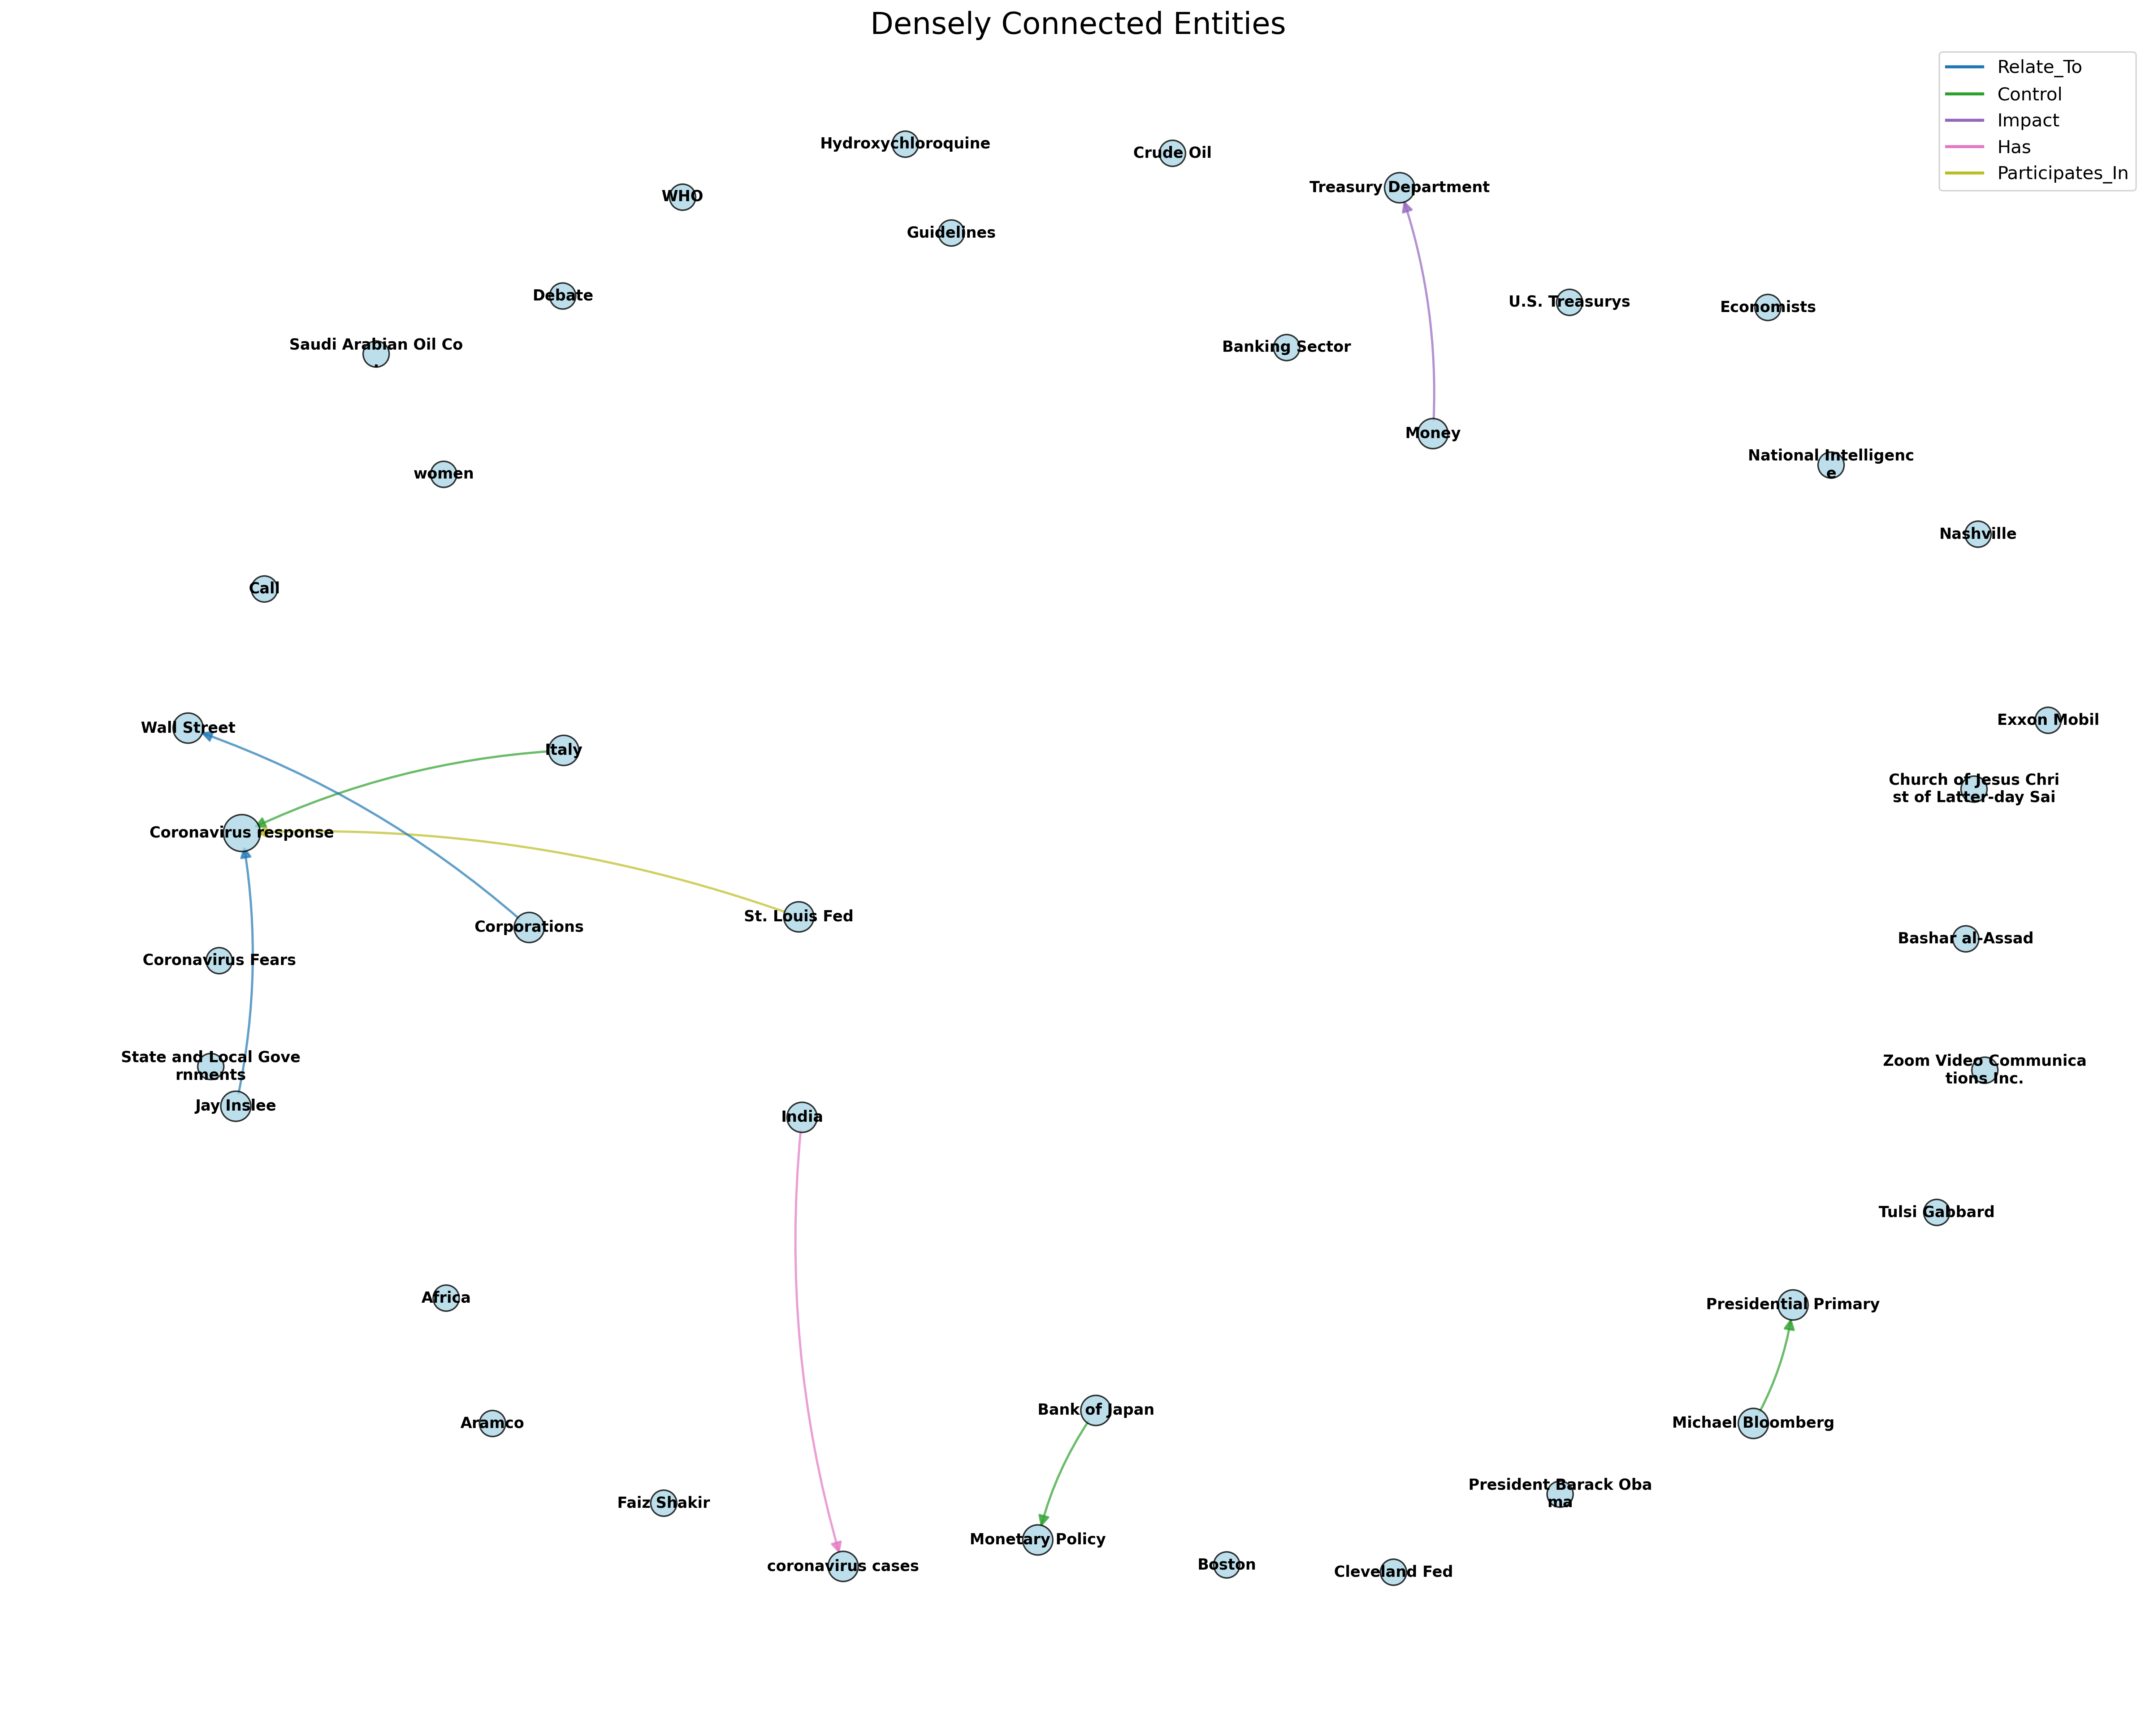 Densely Connected Entities
Relate_To
Control
Impact
Has
Participates_In
Hydroxychloroquine
Crude Oil
Treasury Department
WHO
Guidelines
Debate
U.S. Treasurys
Economists
Saudi Arabian Oil Co
.
Banking Sector
Money
National Intelligenc
e
women
Nashville
Call
Wall Street
Italy
Exxon Mobil
Church of Jesus Chri
st of Latter-day Sai
Coronavirus response
Corporations
St. Louis Fed
Bashar al-Assad
Coronavirus Fears
State and Local Gove
rnments
Zoom Video Communica
tions Inc.
Jay Inslee
India
Tulsi Gabbard
Africa
Presidential Primary
Bank of Japan
Aramco
Michael Bloomberg
Faiz Shakir
President Barack Oba
ma
Monetary Policy
coronavirus cases
Boston
Cleveland Fed